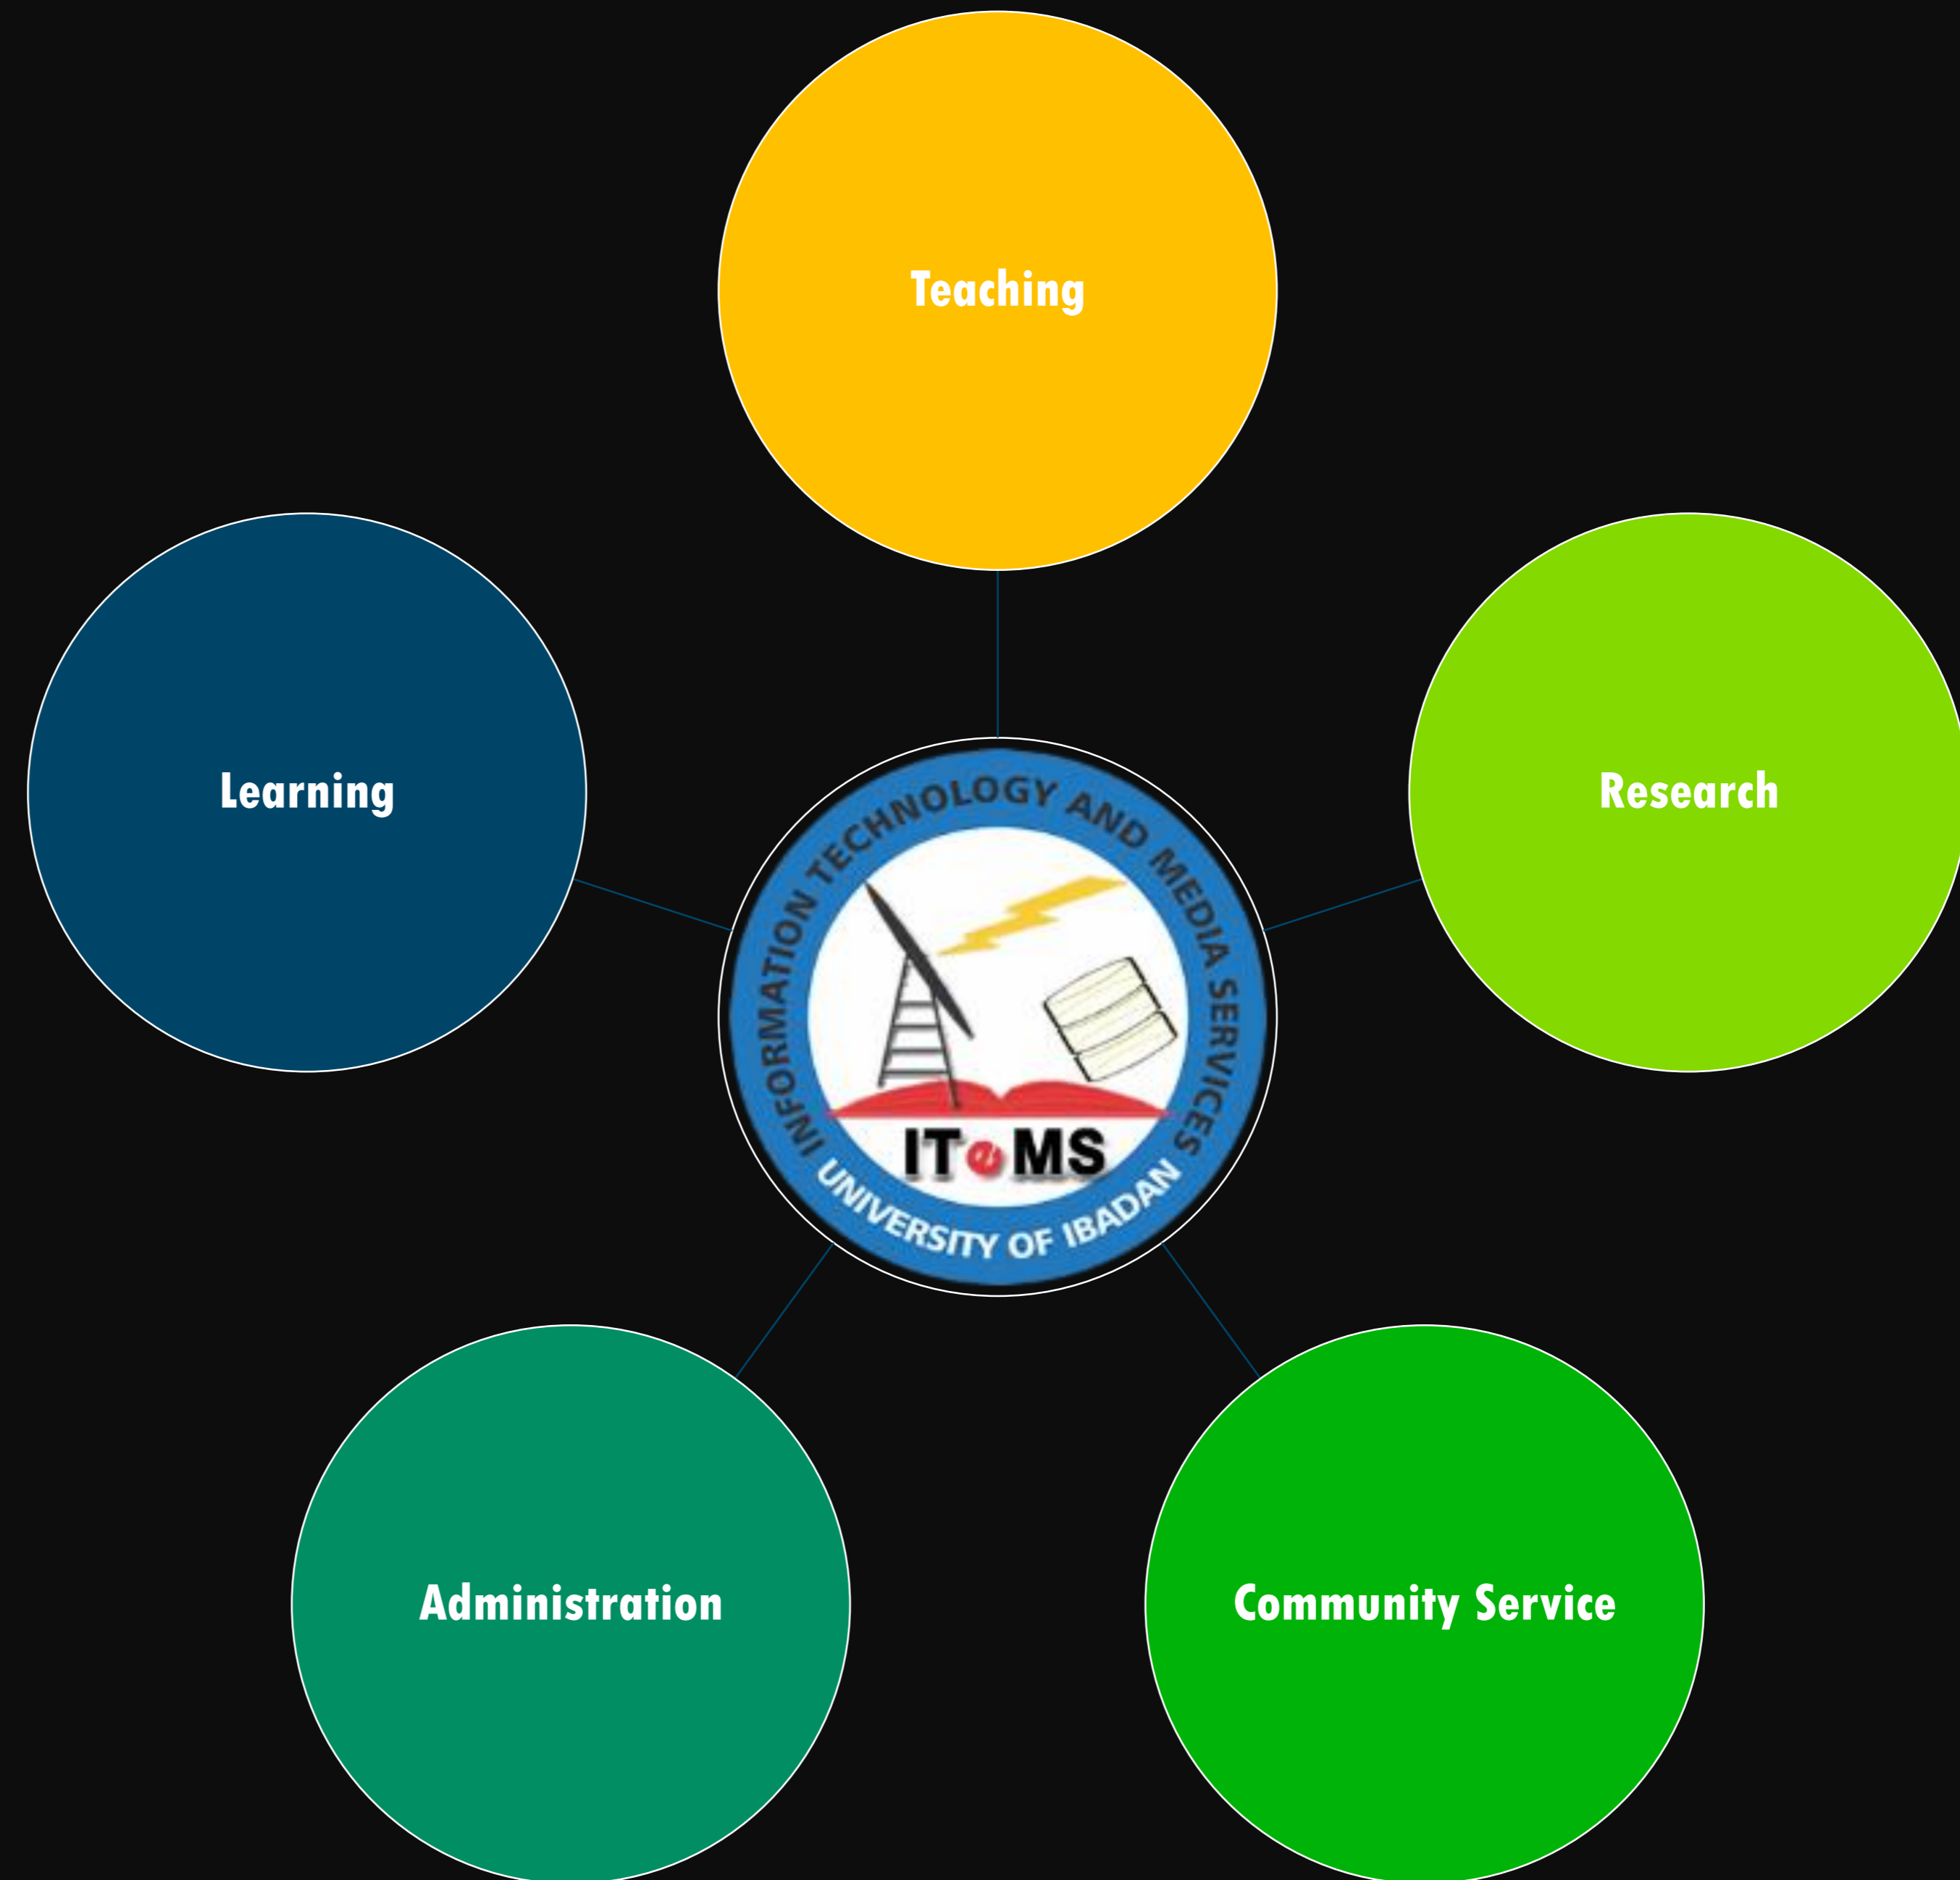 Teaching
Learning
Research
INFORMATION TECHNOLOGY AND MEDIA SERVICES
ITeMS
UNIVERSITY OF IBADAN
Administration
Community Service